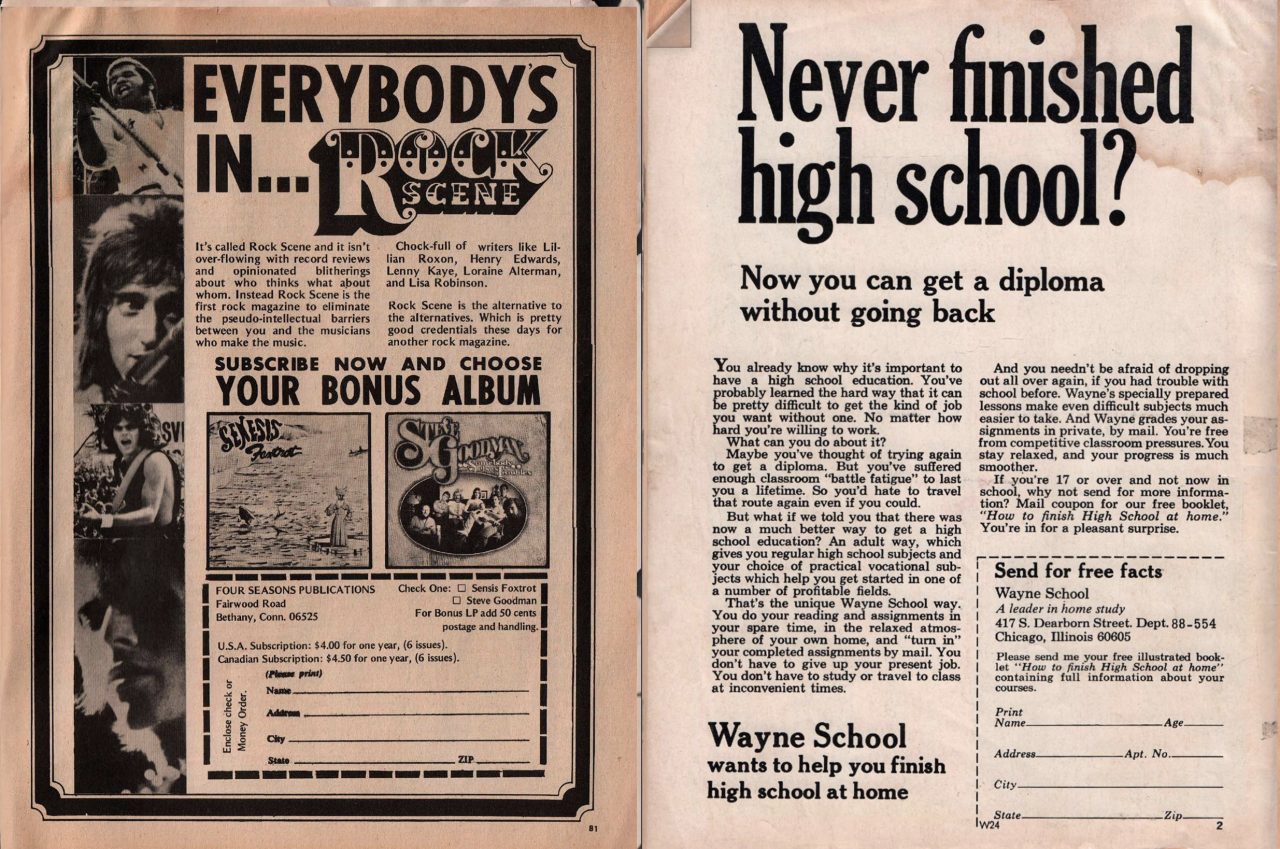 EVERYBODY'S
IN... ROCK
SCENE
It's called Rock Scene and it isn't
over-flowing with record reviews
and opinionated blitherings
about who thinks what about
whom. Instead Rock Scene is the
first rock magazine to eliminate
the pseudo-intellectual barriers
between you and the musicians
who make the music.
Chock-full of writers like Lil-
lian Roxon, Henry Edwards,
Lenny Kaye, Loraine Alterman,
and Lisa Robinson.
Rock Scene is the alternative to
the alternatives. Which is pretty
good credentials these days for
another rock magazine.
SUBSCRIBE NOW AND CHOOSE
YOUR BONUS ALBUM
GENESIS
Foxtrot
STEVE
GOODMAN
Somebody Else's
Troubles
FOUR SEASONS PUBLICATIONS
Fairwood Road
Bethany, Conn. 06525
Check One: ☐ Sensis Foxtrot
☐ Steve Goodman
For Bonus LP add 50 cents
postage and handling.
U.S.A. Subscription: $4.00 for one year, (6 issues).
Canadian Subscription: $4.50 for one year, (6 issues).
Enclose check or
Money Order.
(Please print)
Name
Address
City
State ZIP
81
Never finished
high school?
Now you can get a diploma
without going back
You already know why it's important to
have a high school education. You've
probably learned the hard way that it can
be pretty difficult to get the kind of job
you want without one. No matter how
hard you're willing to work.
What can you do about it?
Maybe you've thought of trying again
to get a diploma. But you've suffered
enough classroom "battle fatigue" to last
you a lifetime. So you'd hate to travel
that route again even if you could.
But what if we told you that there was
now a much better way to get a high
school education? An adult way, which
gives you regular high school subjects and
your choice of practical vocational sub-
jects which help you get started in one of
a number of profitable fields.
That's the unique Wayne School way.
You do your reading and assignments in
your spare time, in the relaxed atmos-
phere of your own home, and "turn in"
your completed assignments by mail. You
don't have to give up your present job.
You don't have to study or travel to class
at inconvenient times.
Wayne School
wants to help you finish
high school at home
And you needn't be afraid of dropping
out all over again, if you had trouble with
school before. Wayne's specially prepared
lessons make even difficult subjects much
easier to take. And Wayne grades your as-
signments in private, by mail. You're free
from competitive classroom pressures. You
stay relaxed, and your progress is much
smoother.
If you're 17 or over and not now in
school, why not send for more informa-
tion? Mail coupon for our free booklet,
"How to finish High School at home."
You're in for a pleasant surprise.
Send for free facts
Wayne School
A leader in home study
417 S. Dearborn Street. Dept. 88-554
Chicago, Illinois 60605
Please send me your free illustrated book-
let "How to finish High School at home"
containing full information about your
courses.
Print
Name Age
Address Apt. No.
City
State Zip
W24 2